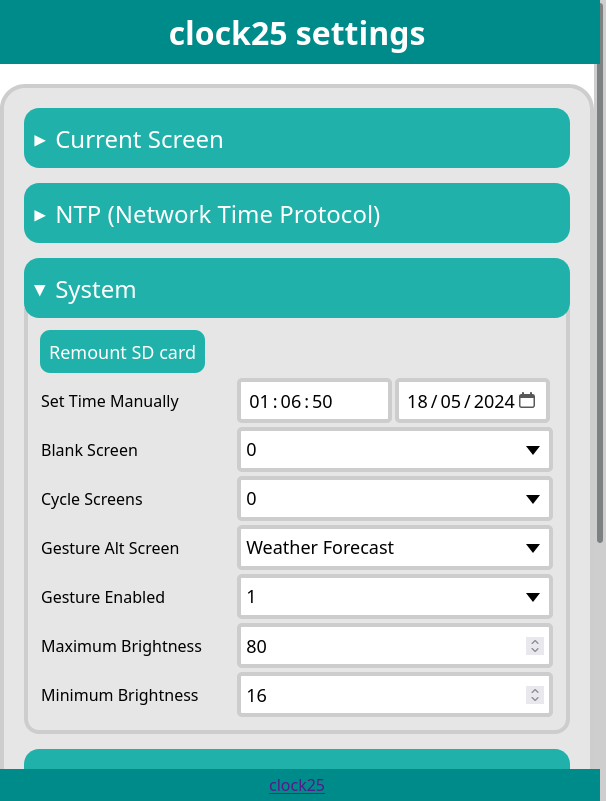 clock25 settings
▸ Current Screen
▸ NTP (Network Time Protocol)
▾ System
Remount SD card
Set Time Manually 01:06:50 18/05/2024
Blank Screen 0
Cycle Screens 0
Gesture Alt Screen Weather Forecast
Gesture Enabled 1
Maximum Brightness 80
Minimum Brightness 16
clock25